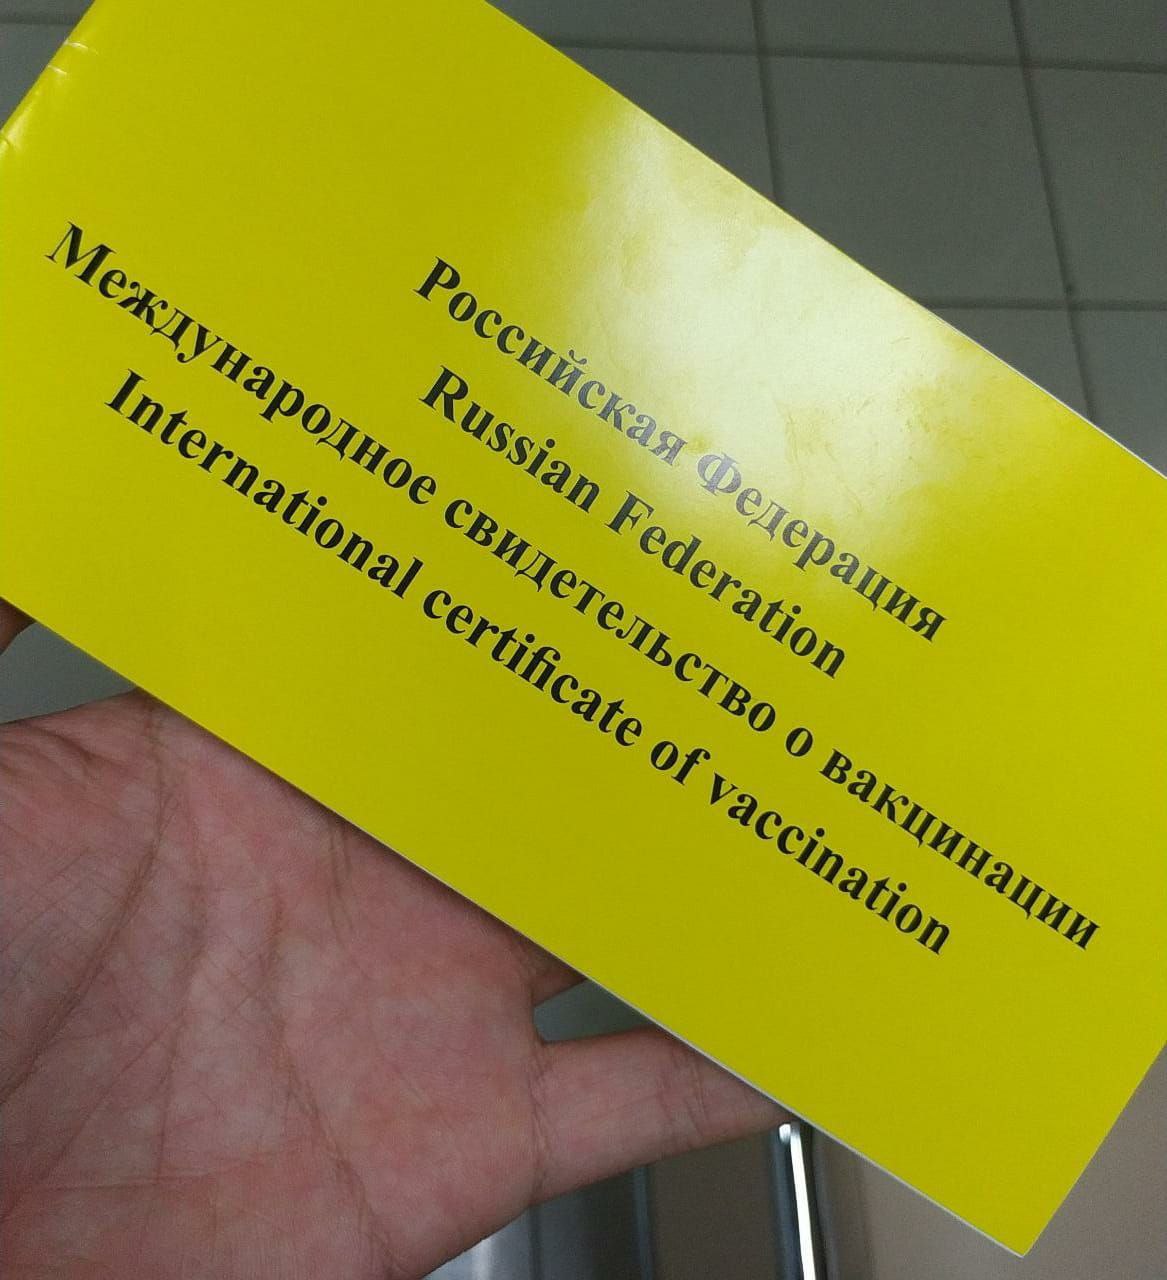 Российская Федерация
Russian Federation
Международное свидетельство о вакцинации
International certificate of vaccination